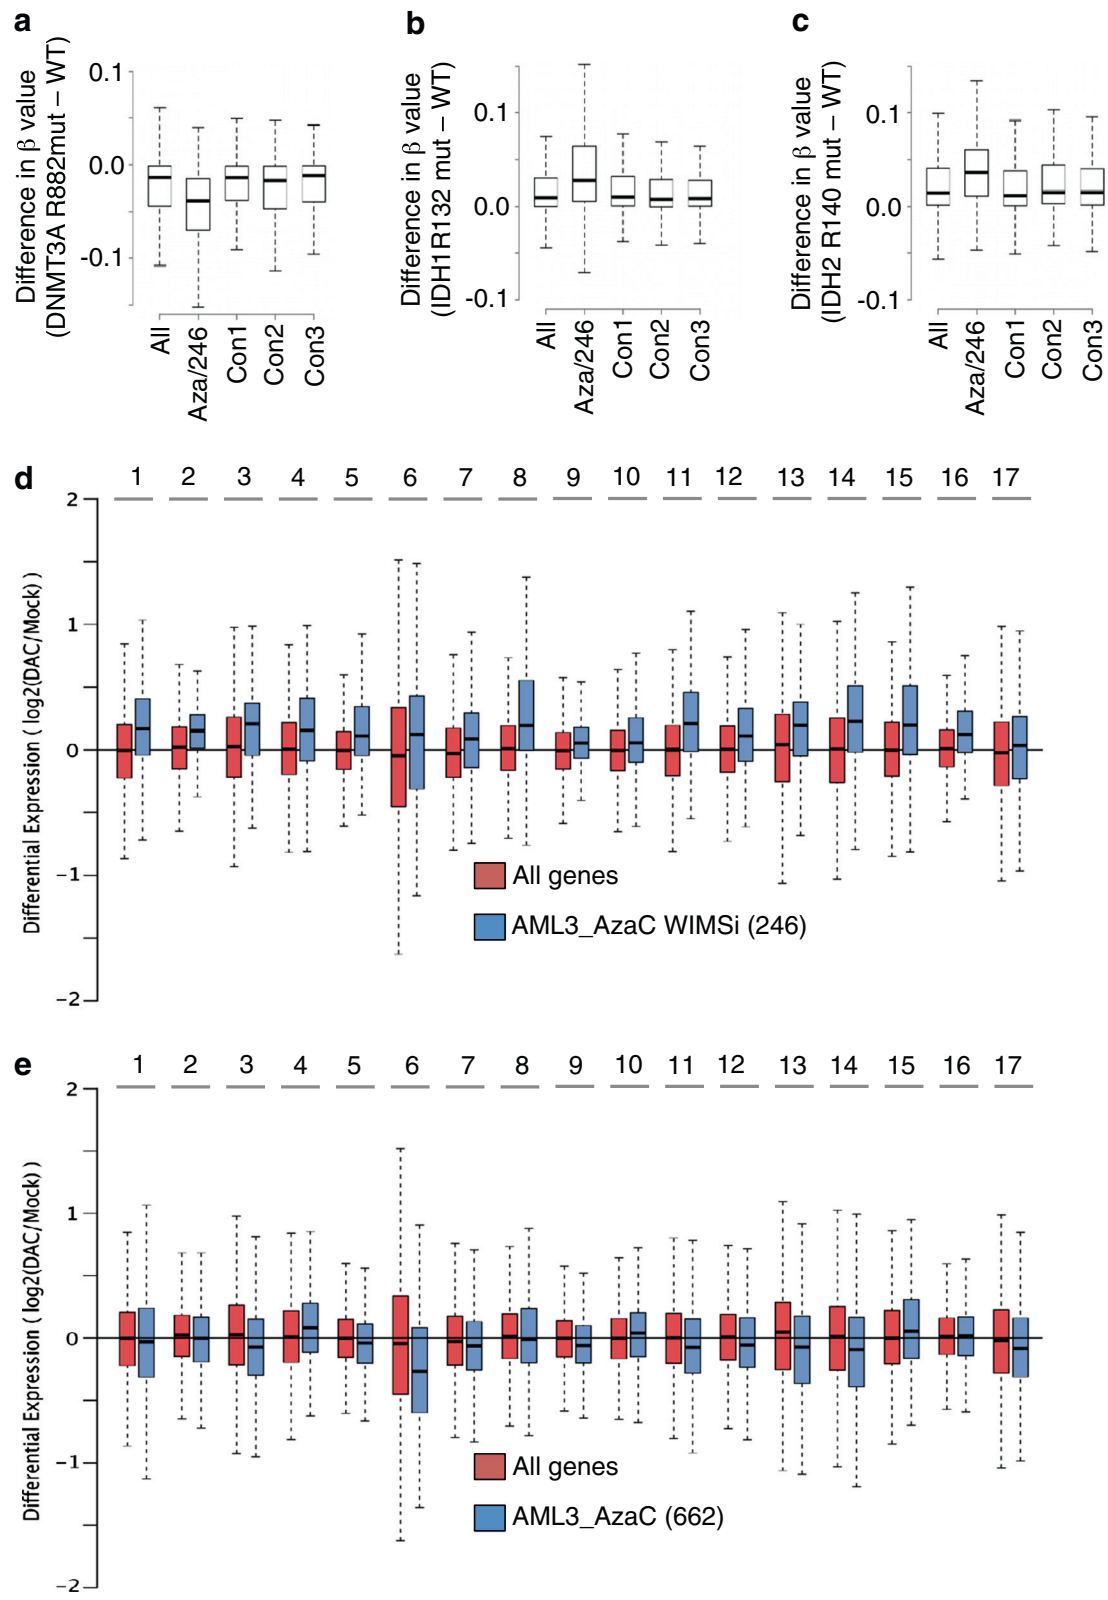 a
Difference in β value
(DNMT3A R882mut – WT)
0.1
0.0
-0.1
All
Aza/246
Con1
Con2
Con3
b
Difference in β value
(IDH1R132 mut – WT)
0.1
0.0
-0.1
All
Aza/246
Con1
Con2
Con3
c
Difference in β value
(IDH2 R140 mut – WT)
0.1
0.0
-0.1
All
Aza/246
Con1
Con2
Con3
d
1 2 3 4 5 6 7 8 9 10 11 12 13 14 15 16 17
Differential Expression ( log2(DAC/Mock) )
2
1
0
−1
−2
All genes
AML3_AzaC WIMSi (246)
e
1 2 3 4 5 6 7 8 9 10 11 12 13 14 15 16 17
Differential Expression ( log2(DAC/Mock) )
2
1
0
−1
−2
All genes
AML3_AzaC (662)